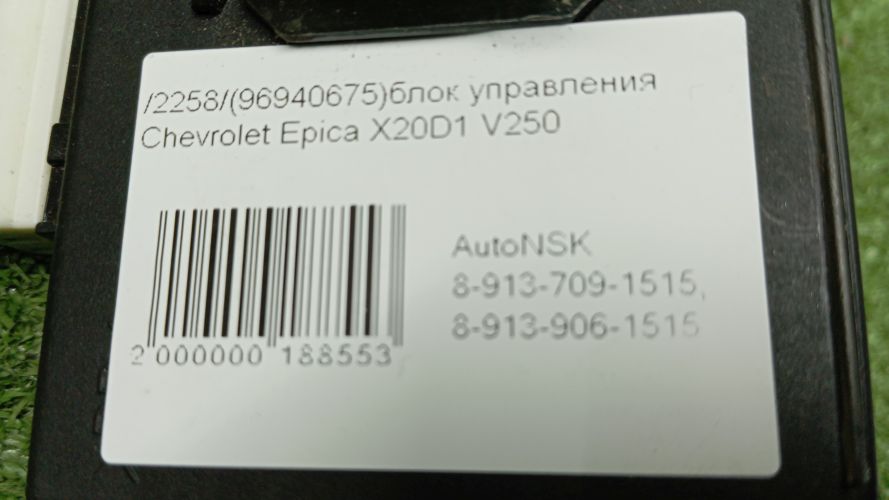 /2258/(96940675)блок управления
Chevrolet Epica X20D1 V250
AutoNSK
8-913-709-1515,
8-913-906-1515
2 000000 188553